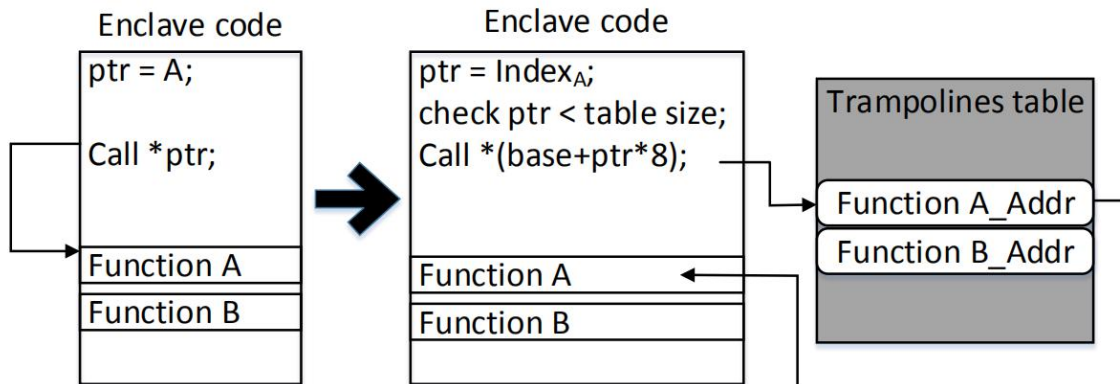 Enclave code
ptr = A;
Call *ptr;
Function A
Function B
Enclave code
ptr = Index_A;
check ptr < table size;
Call *(base+ptr*8);
Function A
Function B
Trampolines table
Function A_Addr
Function B_Addr